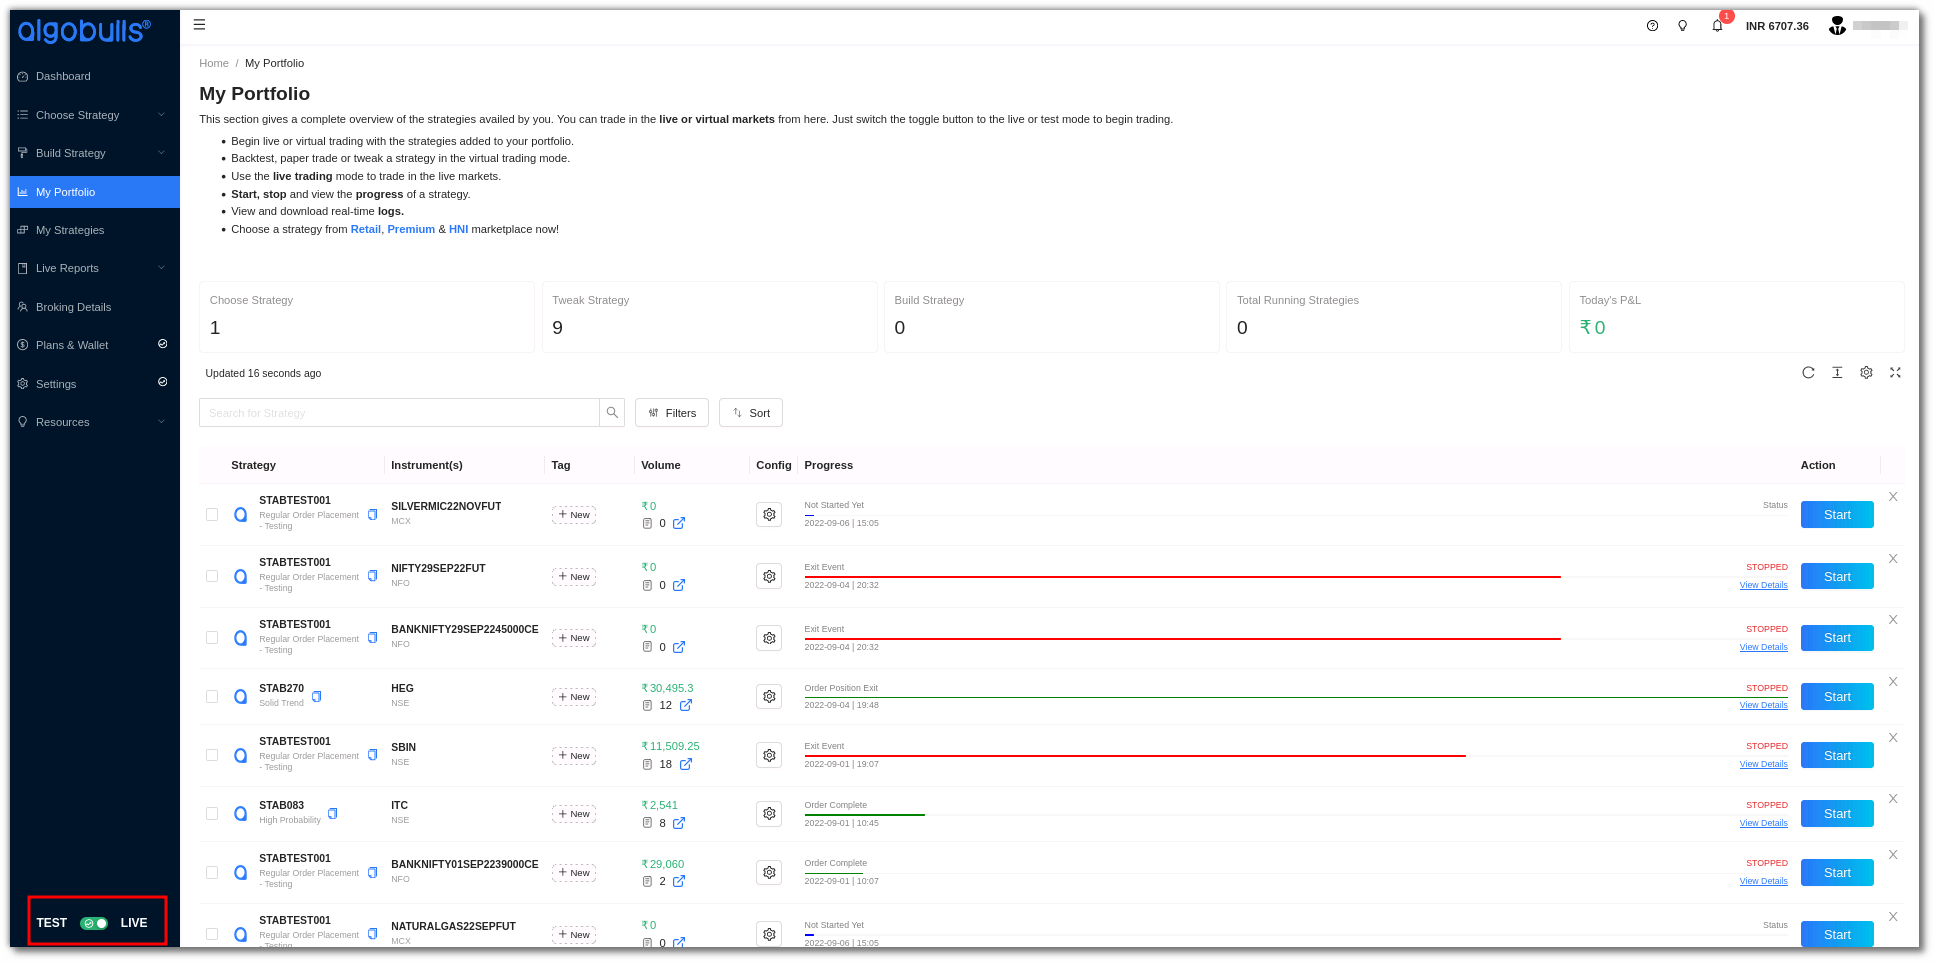 algobulls®
1
INR 6707.36
Home / My Portfolio
Dashboard
Choose Strategy
Build Strategy
My Portfolio
My Strategies
Live Reports
Broking Details
Plans & Wallet
Settings
Resources
TEST LIVE
My Portfolio
This section gives a complete overview of the strategies availed by you. You can trade in the live or virtual markets from here. Just switch the toggle button to the live or test mode to begin trading.
• Begin live or virtual trading with the strategies added to your portfolio.
• Backtest, paper trade or tweak a strategy in the virtual trading mode.
• Use the live trading mode to trade in the live markets.
• Start, stop and view the progress of a strategy.
• View and download real-time logs.
• Choose a strategy from Retail, Premium & HNI marketplace now!
Choose Strategy Tweak Strategy Build Strategy Total Running Strategies Today's P&L
1 9 0 0 ₹ 0
Updated 16 seconds ago
Search for Strategy Filters Sort
Strategy Instrument(s) Tag Volume Config Progress Action
STABTEST001
Regular Order Placement
- Testing
SILVERMIC22NOVFUT
MCX
+ New
₹ 0
0
Not Started Yet Status
2022-09-06 | 15:05
Start
STABTEST001
Regular Order Placement
- Testing
NIFTY29SEP22FUT
NFO
+ New
₹ 0
0
Exit Event STOPPED
2022-09-04 | 20:32 View Details
Start
STABTEST001
Regular Order Placement
- Testing
BANKNIFTY29SEP2245000CE
NFO
+ New
₹ 0
0
Exit Event STOPPED
2022-09-04 | 20:32 View Details
Start
STAB270
Solid Trend
HEG
NSE
+ New
₹ 30,495.3
12
Order Position Exit STOPPED
2022-09-04 | 19:48 View Details
Start
STABTEST001
Regular Order Placement
- Testing
SBIN
NSE
+ New
₹ 11,509.25
18
Exit Event STOPPED
2022-09-01 | 19:07 View Details
Start
STAB083
High Probability
ITC
NSE
+ New
₹ 2,541
8
Order Complete STOPPED
2022-09-01 | 10:45 View Details
Start
STABTEST001
Regular Order Placement
- Testing
BANKNIFTY01SEP2239000CE
NFO
+ New
₹ 29,060
2
Order Complete STOPPED
2022-09-01 | 10:07 View Details
Start
STABTEST001
Regular Order Placement
- Testing
NATURALGAS22SEPFUT
MCX
+ New
₹ 0
0
Not Started Yet Status
2022-09-06 | 15:05
Start